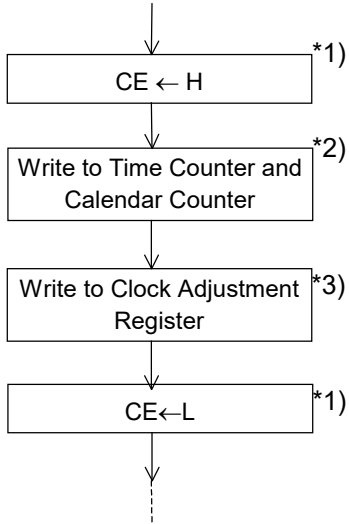 *1)
CE ← H
*2)
Write to Time Counter and
Calendar Counter
*3)
Write to Clock Adjustment
Register
*1)
CE←L